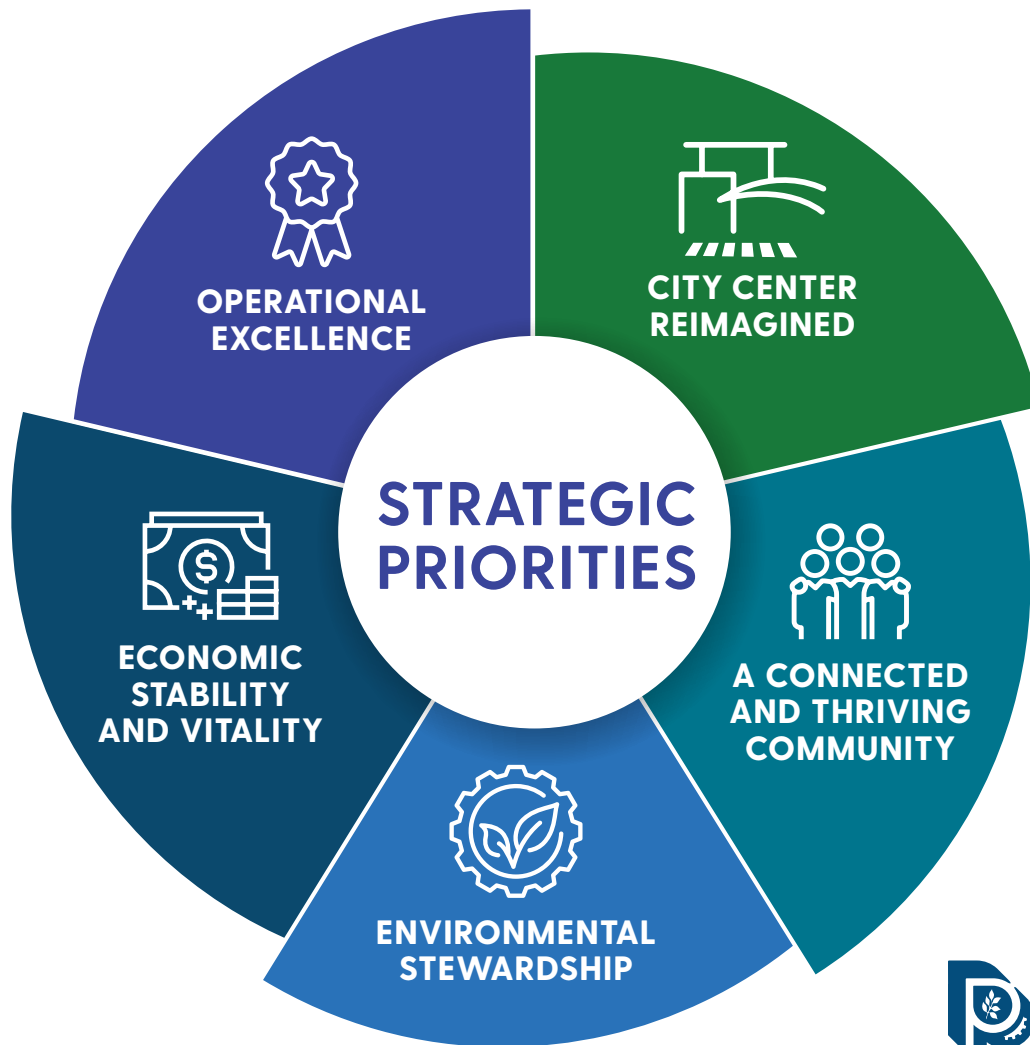 OPERATIONAL
EXCELLENCE
CITY CENTER
REIMAGINED
STRATEGIC
PRIORITIES
ECONOMIC
STABILITY
AND VITALITY
A CONNECTED
AND THRIVING
COMMUNITY
ENVIRONMENTAL
STEWARDSHIP